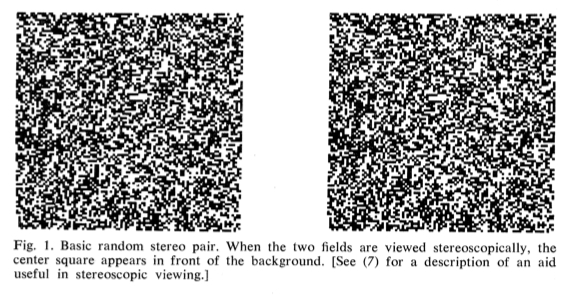 Fig. 1. Basic random stereo pair. When the two fields are viewed stereoscopically, the
center square appears in front of the background. [See (7) for a description of an aid
useful in stereoscopic viewing.]